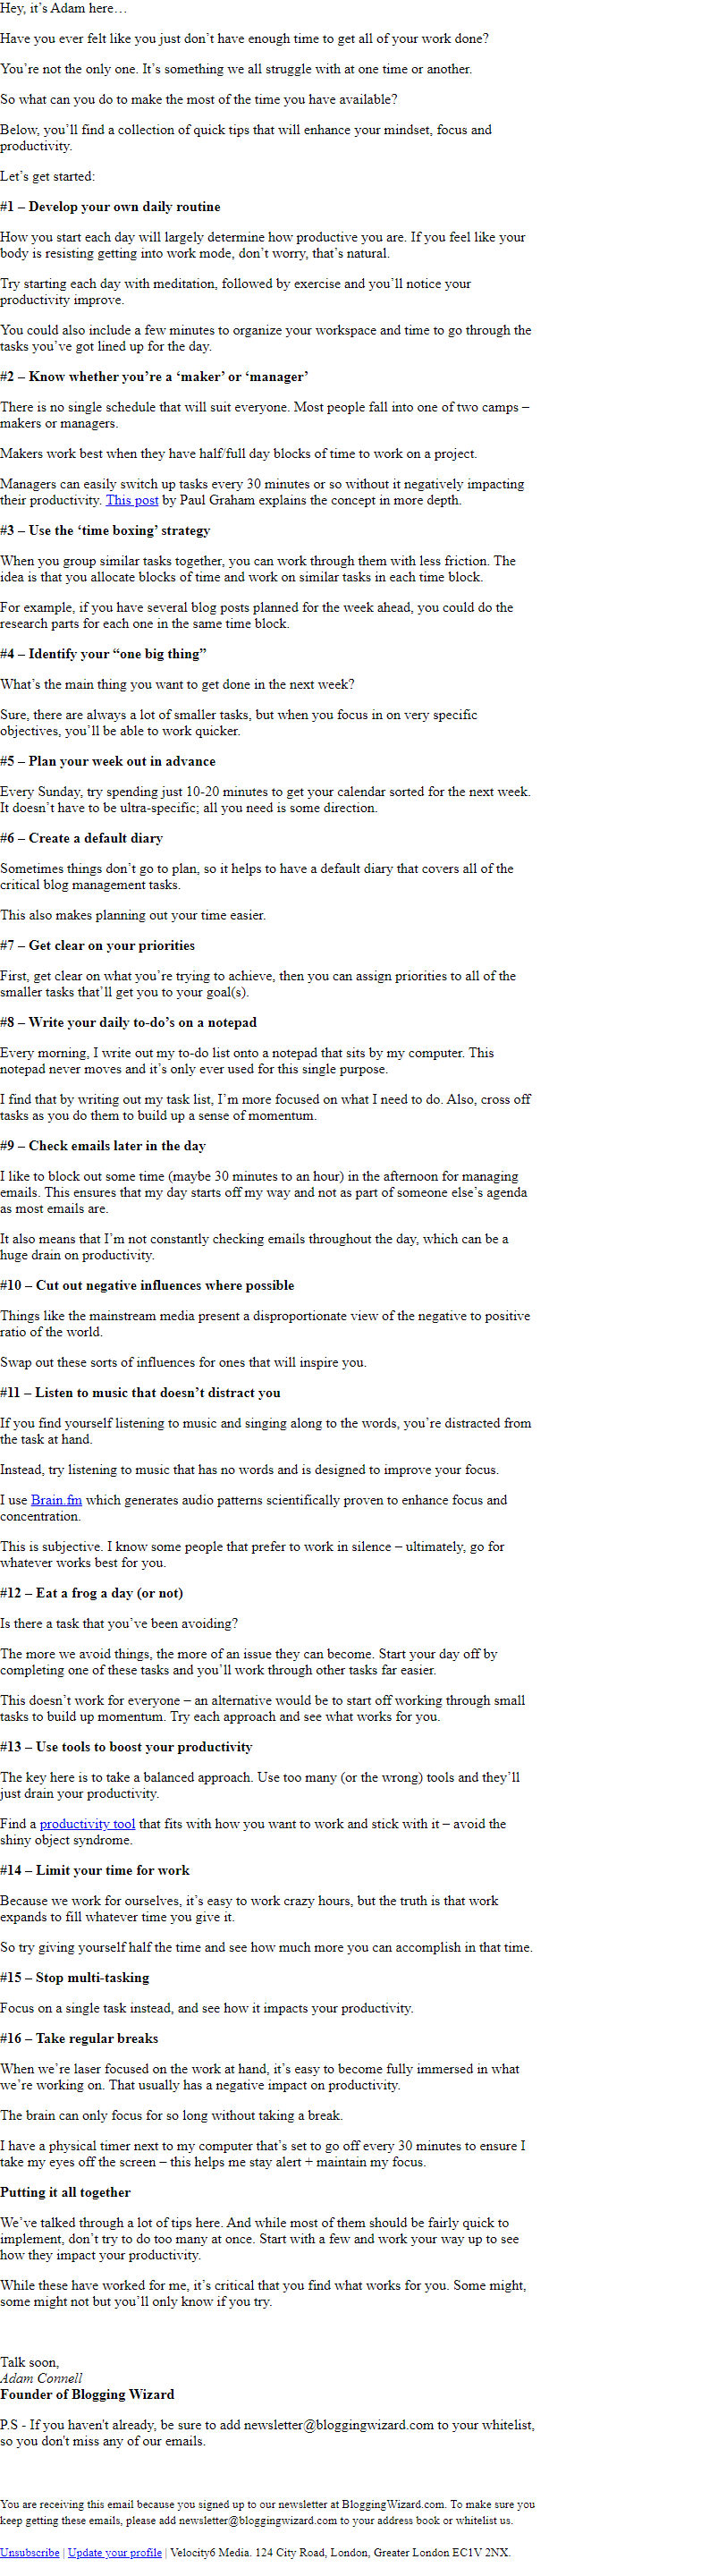 Hey, it’s Adam here…
Have you ever felt like you just don’t have enough time to get all of your work done?
You’re not the only one. It’s something we all struggle with at one time or another.
So what can you do to make the most of the time you have available?
Below, you’ll find a collection of quick tips that will enhance your mindset, focus and
productivity.
Let’s get started:
#1 – Develop your own daily routine
How you start each day will largely determine how productive you are. If you feel like your
body is resisting getting into work mode, don’t worry, that’s natural.
Try starting each day with meditation, followed by exercise and you’ll notice your
productivity improve.
You could also include a few minutes to organize your workspace and time to go through the
tasks you’ve got lined up for the day.
#2 – Know whether you’re a ‘maker’ or ‘manager’
There is no single schedule that will suit everyone. Most people fall into one of two camps –
makers or managers.
Makers work best when they have half/full day blocks of time to work on a project.
Managers can easily switch up tasks every 30 minutes or so without it negatively impacting
their productivity. This post by Paul Graham explains the concept in more depth.
#3 – Use the ‘time boxing’ strategy
When you group similar tasks together, you can work through them with less friction. The
idea is that you allocate blocks of time and work on similar tasks in each time block.
For example, if you have several blog posts planned for the week ahead, you could do the
research parts for each one in the same time block.
#4 – Identify your “one big thing”
What’s the main thing you want to get done in the next week?
Sure, there are always a lot of smaller tasks, but when you focus in on very specific
objectives, you’ll be able to work quicker.
#5 – Plan your week out in advance
Every Sunday, try spending just 10-20 minutes to get your calendar sorted for the next week.
It doesn’t have to be ultra-specific; all you need is some direction.
#6 – Create a default diary
Sometimes things don’t go to plan, so it helps to have a default diary that covers all of the
critical blog management tasks.
This also makes planning out your time easier.
#7 – Get clear on your priorities
First, get clear on what you’re trying to achieve, then you can assign priorities to all of the
smaller tasks that’ll get you to your goal(s).
#8 – Write your daily to-do’s on a notepad
Every morning, I write out my to-do list onto a notepad that sits by my computer. This
notepad never moves and it’s only ever used for this single purpose.
I find that by writing out my task list, I’m more focused on what I need to do. Also, cross off
tasks as you do them to build up a sense of momentum.
#9 – Check emails later in the day
I like to block out some time (maybe 30 minutes to an hour) in the afternoon for managing
emails. This ensures that my day starts off my way and not as part of someone else’s agenda
as most emails are.
It also means that I’m not constantly checking emails throughout the day, which can be a
huge drain on productivity.
#10 – Cut out negative influences where possible
Things like the mainstream media present a disproportionate view of the negative to positive
ratio of the world.
Swap out these sorts of influences for ones that will inspire you.
#11 – Listen to music that doesn’t distract you
If you find yourself listening to music and singing along to the words, you’re distracted from
the task at hand.
Instead, try listening to music that has no words and is designed to improve your focus.
I use Brain.fm which generates audio patterns scientifically proven to enhance focus and
concentration.
This is subjective. I know some people that prefer to work in silence – ultimately, go for
whatever works best for you.
#12 – Eat a frog a day (or not)
Is there a task that you’ve been avoiding?
The more we avoid things, the more of an issue they can become. Start your day off by
completing one of these tasks and you’ll work through other tasks far easier.
This doesn’t work for everyone – an alternative would be to start off working through small
tasks to build up momentum. Try each approach and see what works for you.
#13 – Use tools to boost your productivity
The key here is to take a balanced approach. Use too many (or the wrong) tools and they’ll
just drain your productivity.
Find a productivity tool that fits with how you want to work and stick with it – avoid the
shiny object syndrome.
#14 – Limit your time for work
Because we work for ourselves, it’s easy to work crazy hours, but the truth is that work
expands to fill whatever time you give it.
So try giving yourself half the time and see how much more you can accomplish in that time.
#15 – Stop multi-tasking
Focus on a single task instead, and see how it impacts your productivity.
#16 – Take regular breaks
When we’re laser focused on the work at hand, it’s easy to become fully immersed in what
we’re working on. That usually has a negative impact on productivity.
The brain can only focus for so long without taking a break.
I have a physical timer next to my computer that’s set to go off every 30 minutes to ensure I
take my eyes off the screen – this helps me stay alert + maintain my focus.
Putting it all together
We’ve talked through a lot of tips here. And while most of them should be fairly quick to
implement, don’t try to do too many at once. Start with a few and work your way up to see
how they impact your productivity.
While these have worked for me, it’s critical that you find what works for you. Some might,
some might not but you’ll only know if you try.
Talk soon,
Adam Connell
Founder of Blogging Wizard
P.S - If you haven't already, be sure to add newsletter@bloggingwizard.com to your whitelist,
so you don't miss any of our emails.
You are receiving this email because you signed up to our newsletter at BloggingWizard.com. To make sure you
keep getting these emails, please add newsletter@bloggingwizard.com to your address book or whitelist us.
Unsubscribe | Update your profile | Velocity6 Media. 124 City Road, London, Greater London EC1V 2NX.